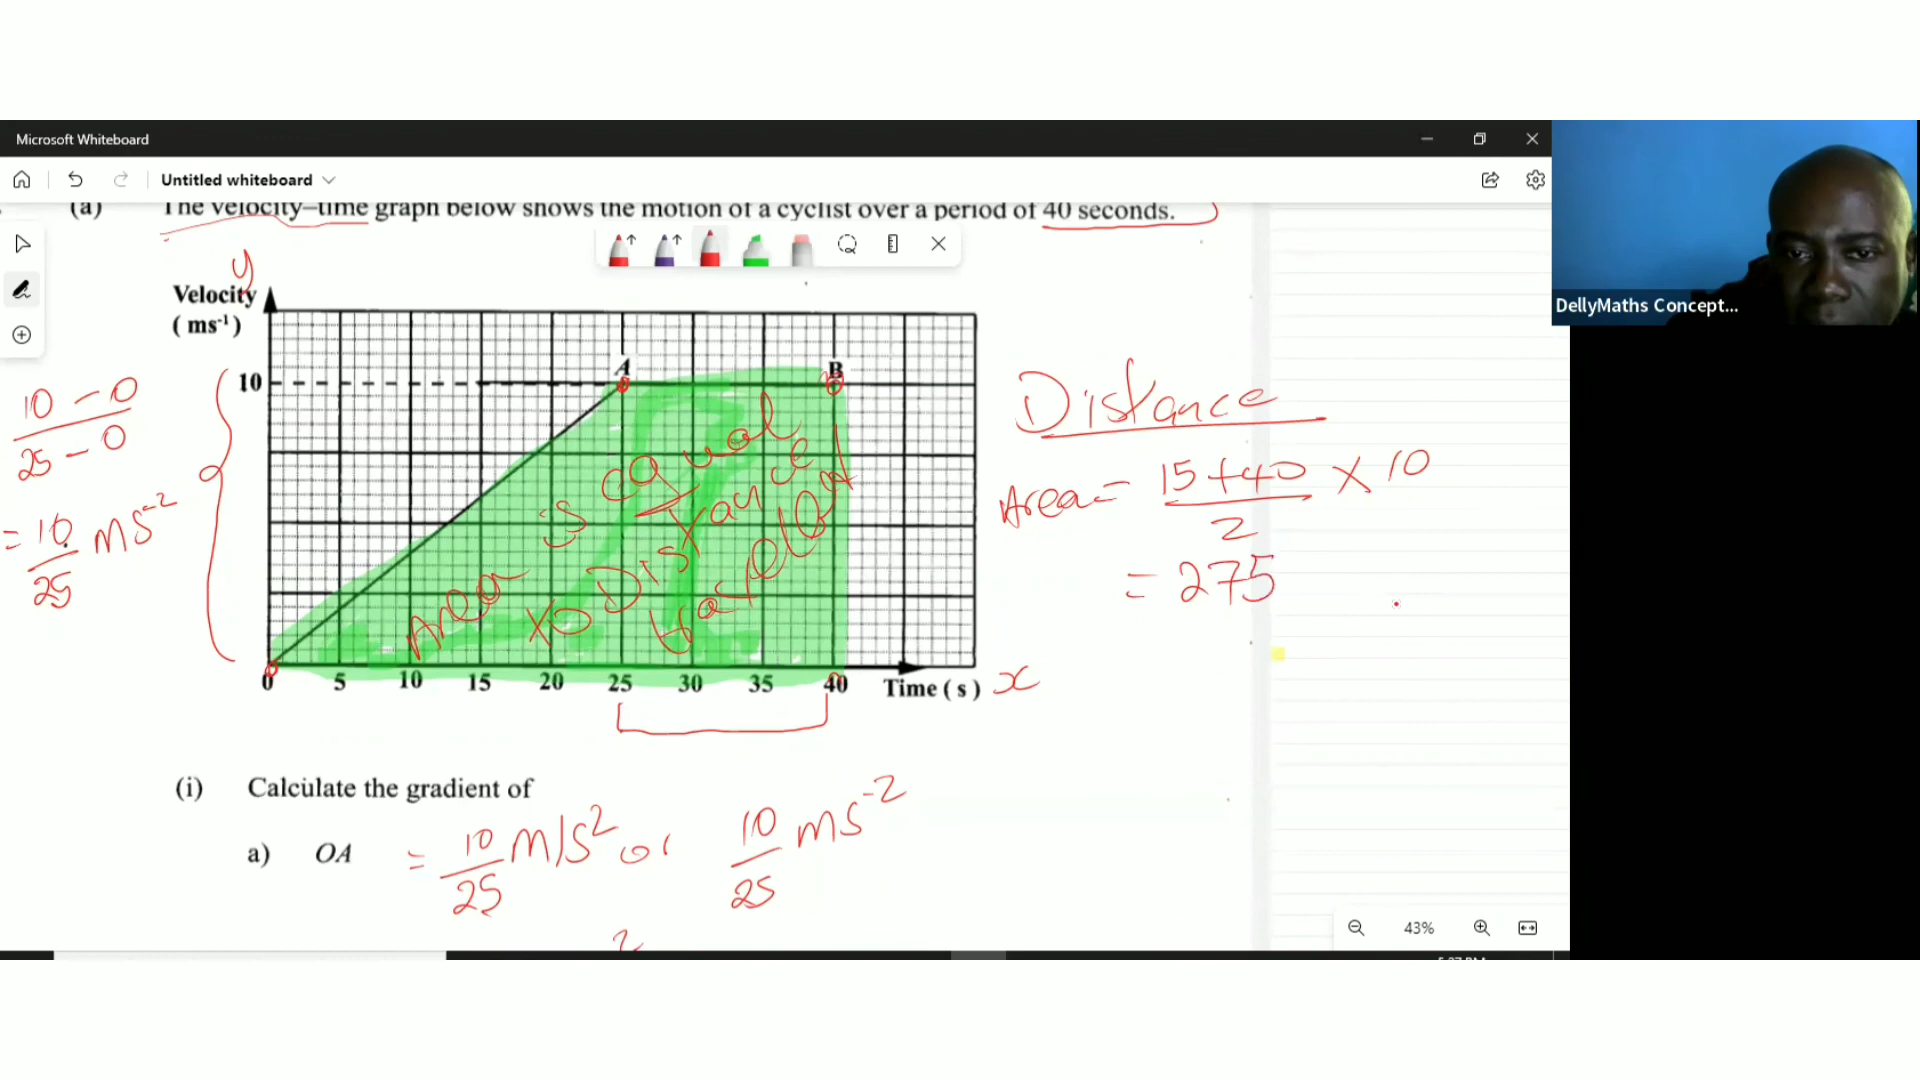 Microsoft Whiteboard
Untitled whiteboard
(a) The velocity–time graph below shows the motion of a cyclist over a period of 40 seconds.
y
Velocity
(ms⁻¹)
DellyMaths Concept...
10
A
B
10 – 0
25 – 0
= 10 ms⁻²
25
Distance
Area = 15+40 × 10
2
= 275
Area is equal
to Distance
travelled
0 5 10 15 20 25 30 35 40 Time (s) x
(i) Calculate the gradient of
a) OA = 10 m/s² or 10 ms⁻²
25 25
2
43%